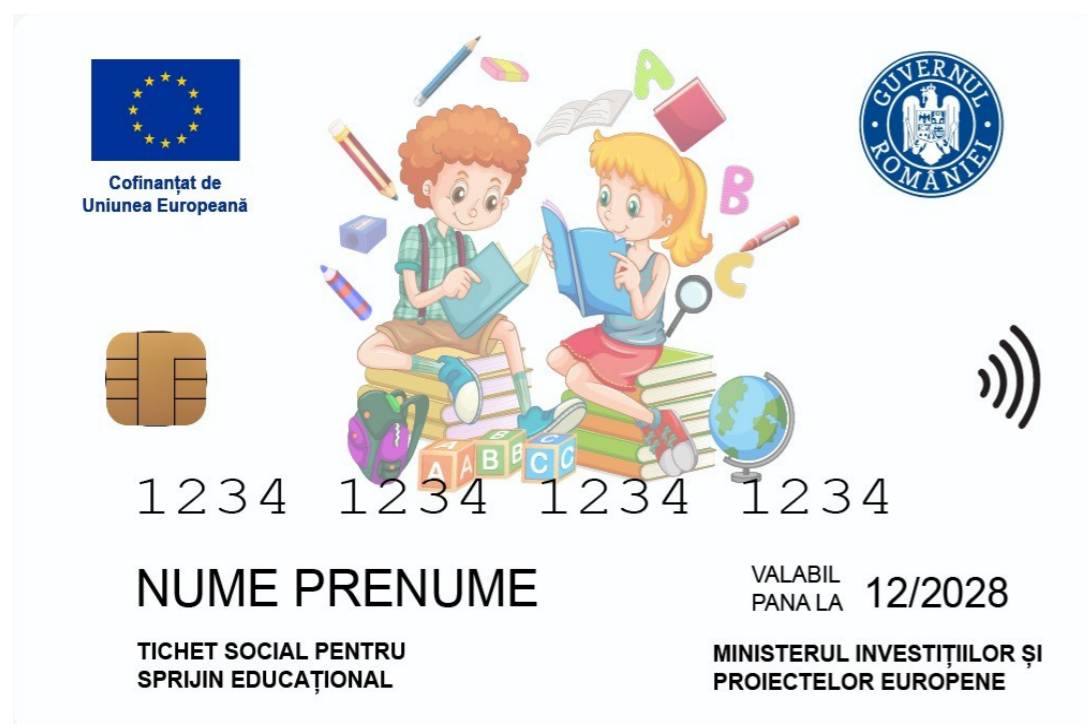 Cofinanțat de
Uniunea Europeană
GUVERNUL ROMÂNIEI
A
B
C
A A B B C C
1234 1234 1234 1234
NUME PRENUME
VALABIL
PANA LA 12/2028
TICHET SOCIAL PENTRU
SPRIJIN EDUCAȚIONAL
MINISTERUL INVESTIȚIILOR ȘI
PROIECTELOR EUROPENE